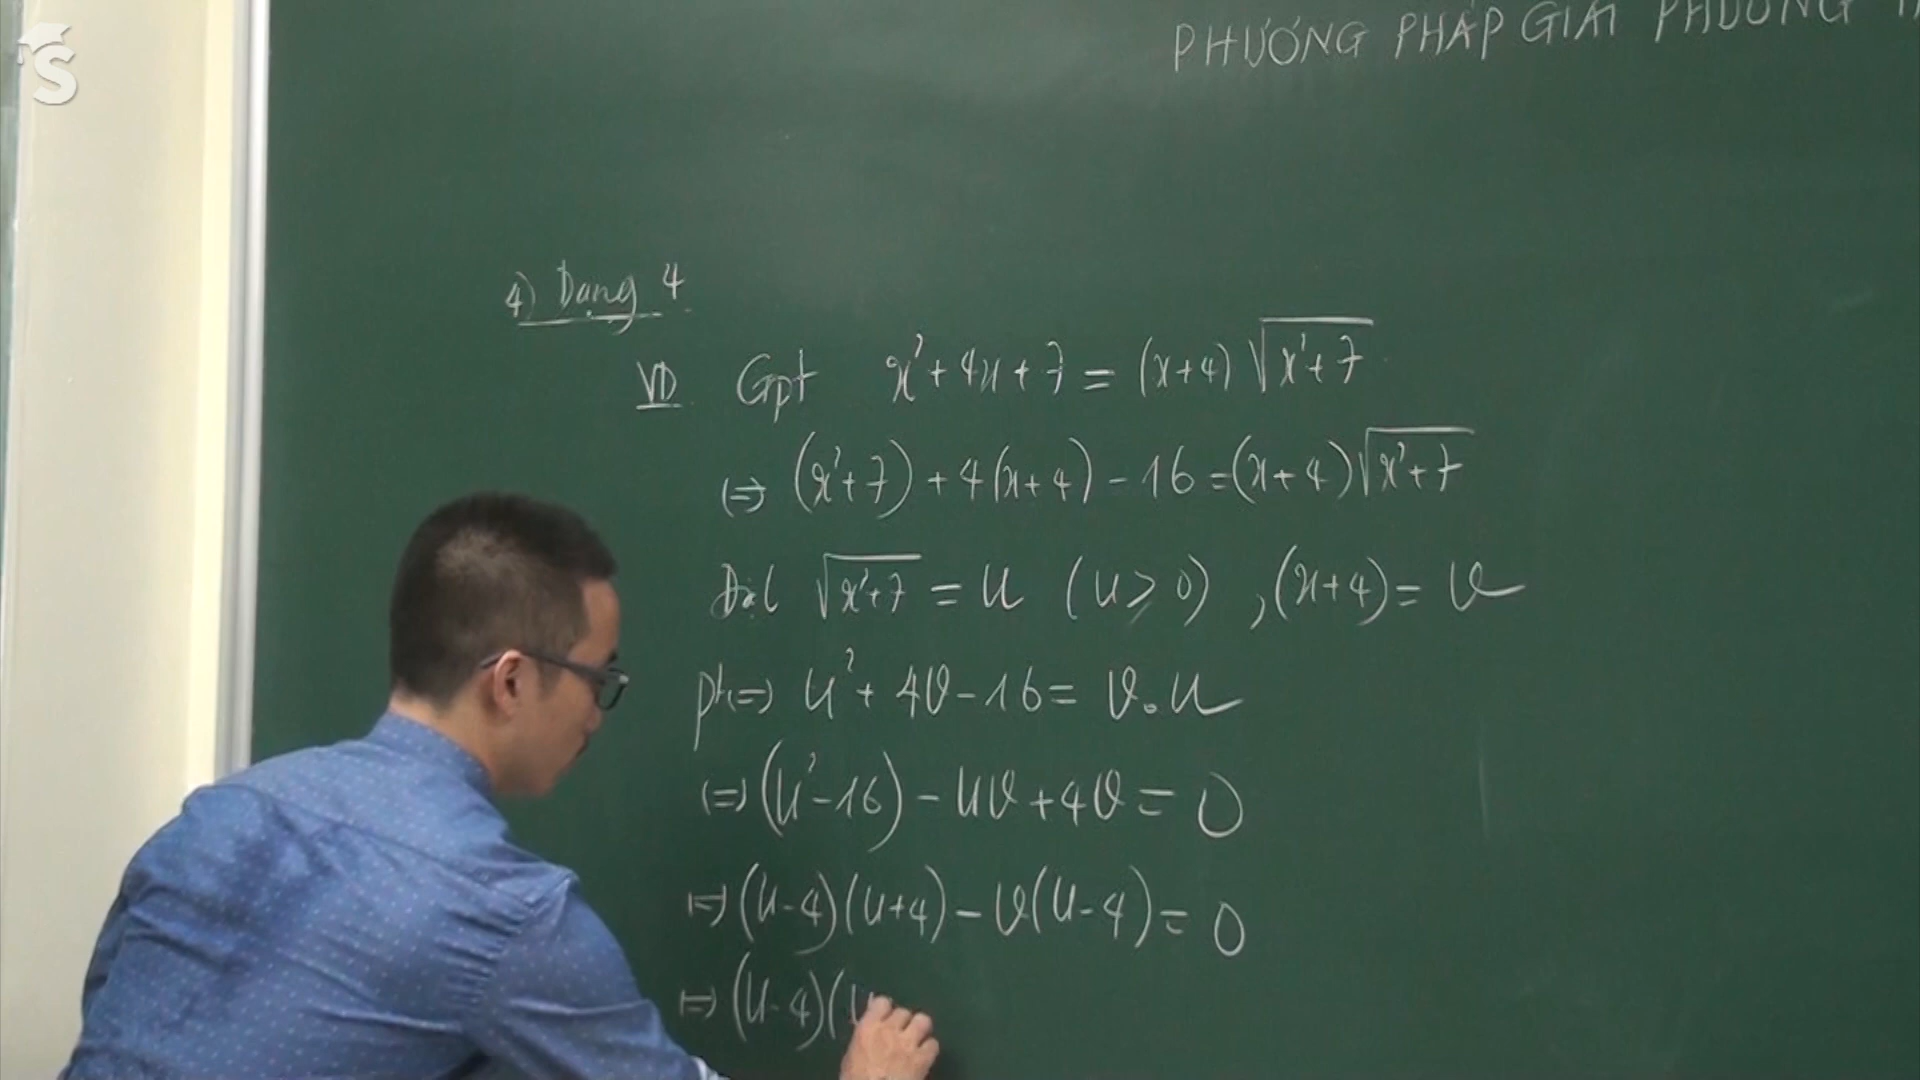 PHƯƠNG PHÁP GIẢI PHƯƠNG
4) Dạng 4
VD Gpt x²+4x+7 = (x+4)√(x²+7)
⇔ (x²+7)+4(x+4)-16=(x+4)√(x²+7)
Đặt √(x²+7) = u (u≥0), (x+4)= v
pt⇔ u²+4v-16= v.u
⇔ (u²-16)-uv+4v=0
⇔ (u-4)(u+4)-v(u-4)=0
⇔ (u-4)(u
S